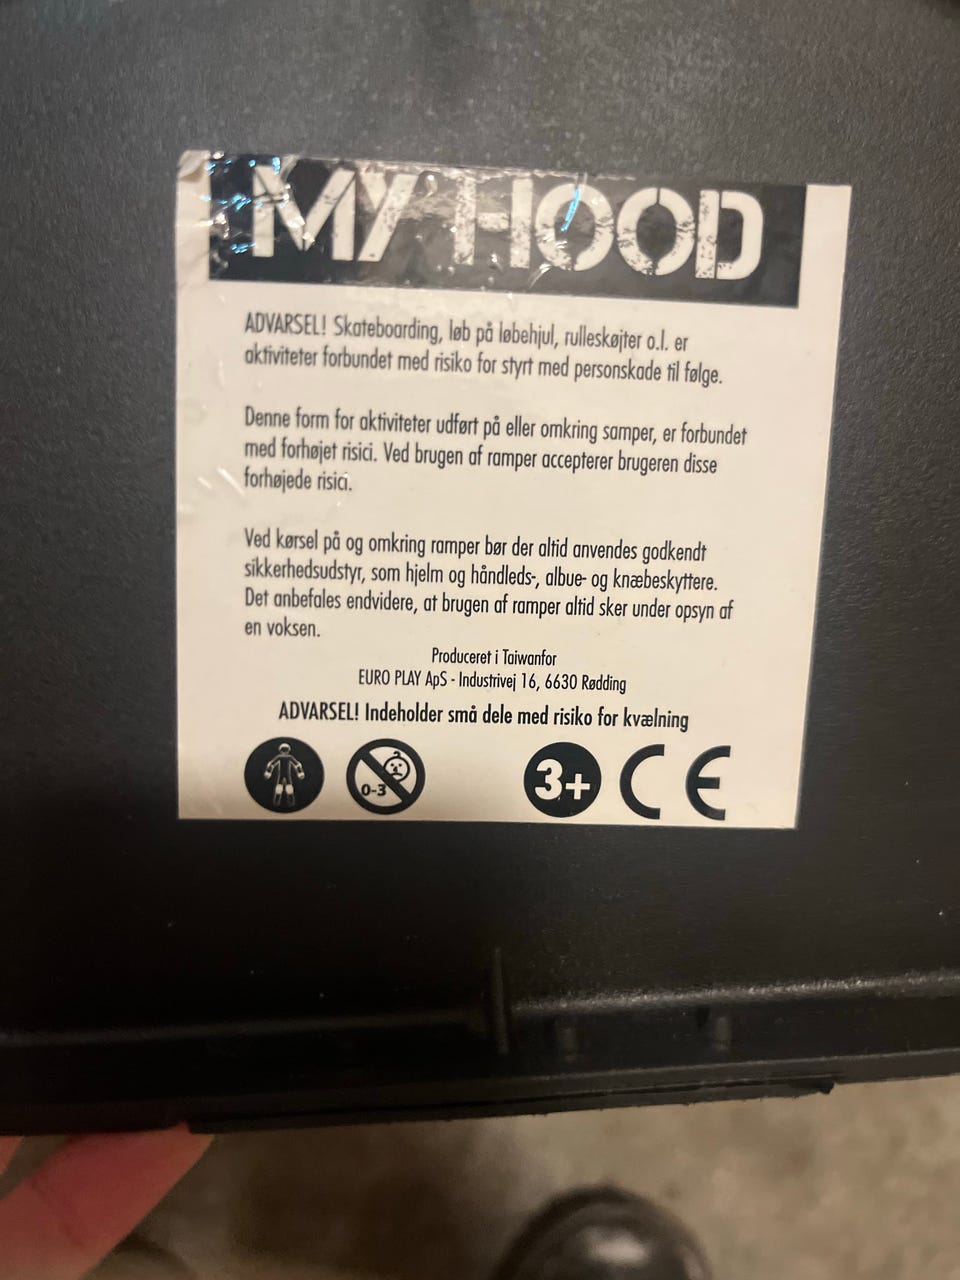 MY HOOD
ADVARSEL! Skateboarding, løb på løbehjul, rulleskøjter o.l. er
aktiviteter forbundet med risiko for styrt med personskade til følge.
Denne form for aktiviteter udført på eller omkring samper, er forbundet
med forhøjet risici. Ved brugen af ramper accepterer brugeren disse
forhøjede risici.
Ved kørsel på og omkring ramper bør der altid anvendes godkendt
sikkerhedsudstyr, som hjelm og håndleds-, albue- og knæbeskyttere.
Det anbefales endvidere, at brugen af ramper altid sker under opsyn af
en voksen.
Produceret i Taiwanfor
EURO PLAY ApS - Industrivej 16, 6630 Rødding
ADVARSEL! Indeholder små dele med risiko for kvælning
0-3 3+ CE